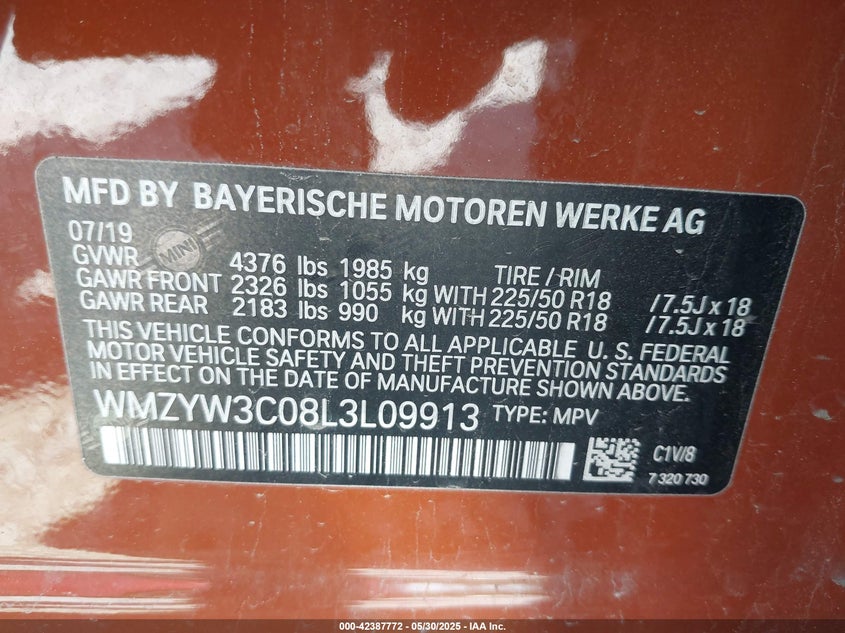 MFD BY BAYERISCHE MOTOREN WERKE AG
07/19
MINI
GVWR 4376 lbs 1985 kg TIRE / RIM
GAWR FRONT 2326 lbs 1055 kg WITH 225/50 R18 / 7.5J x 18
GAWR REAR 2183 lbs 990 kg WITH 225/50 R18 / 7.5J x 18
THIS VEHICLE CONFORMS TO ALL APPLICABLE U. S. FEDERAL
MOTOR VEHICLE SAFETY AND THEFT PREVENTION STANDARDS
IN EFFECT ON THE DATE OF MANUFACTURE SHOWN ABOVE.
WMZYW3C08L3L09913 TYPE: MPV
C1V/8
7 320 730
000-42387772 - 05/30/2025 - IAA Inc.